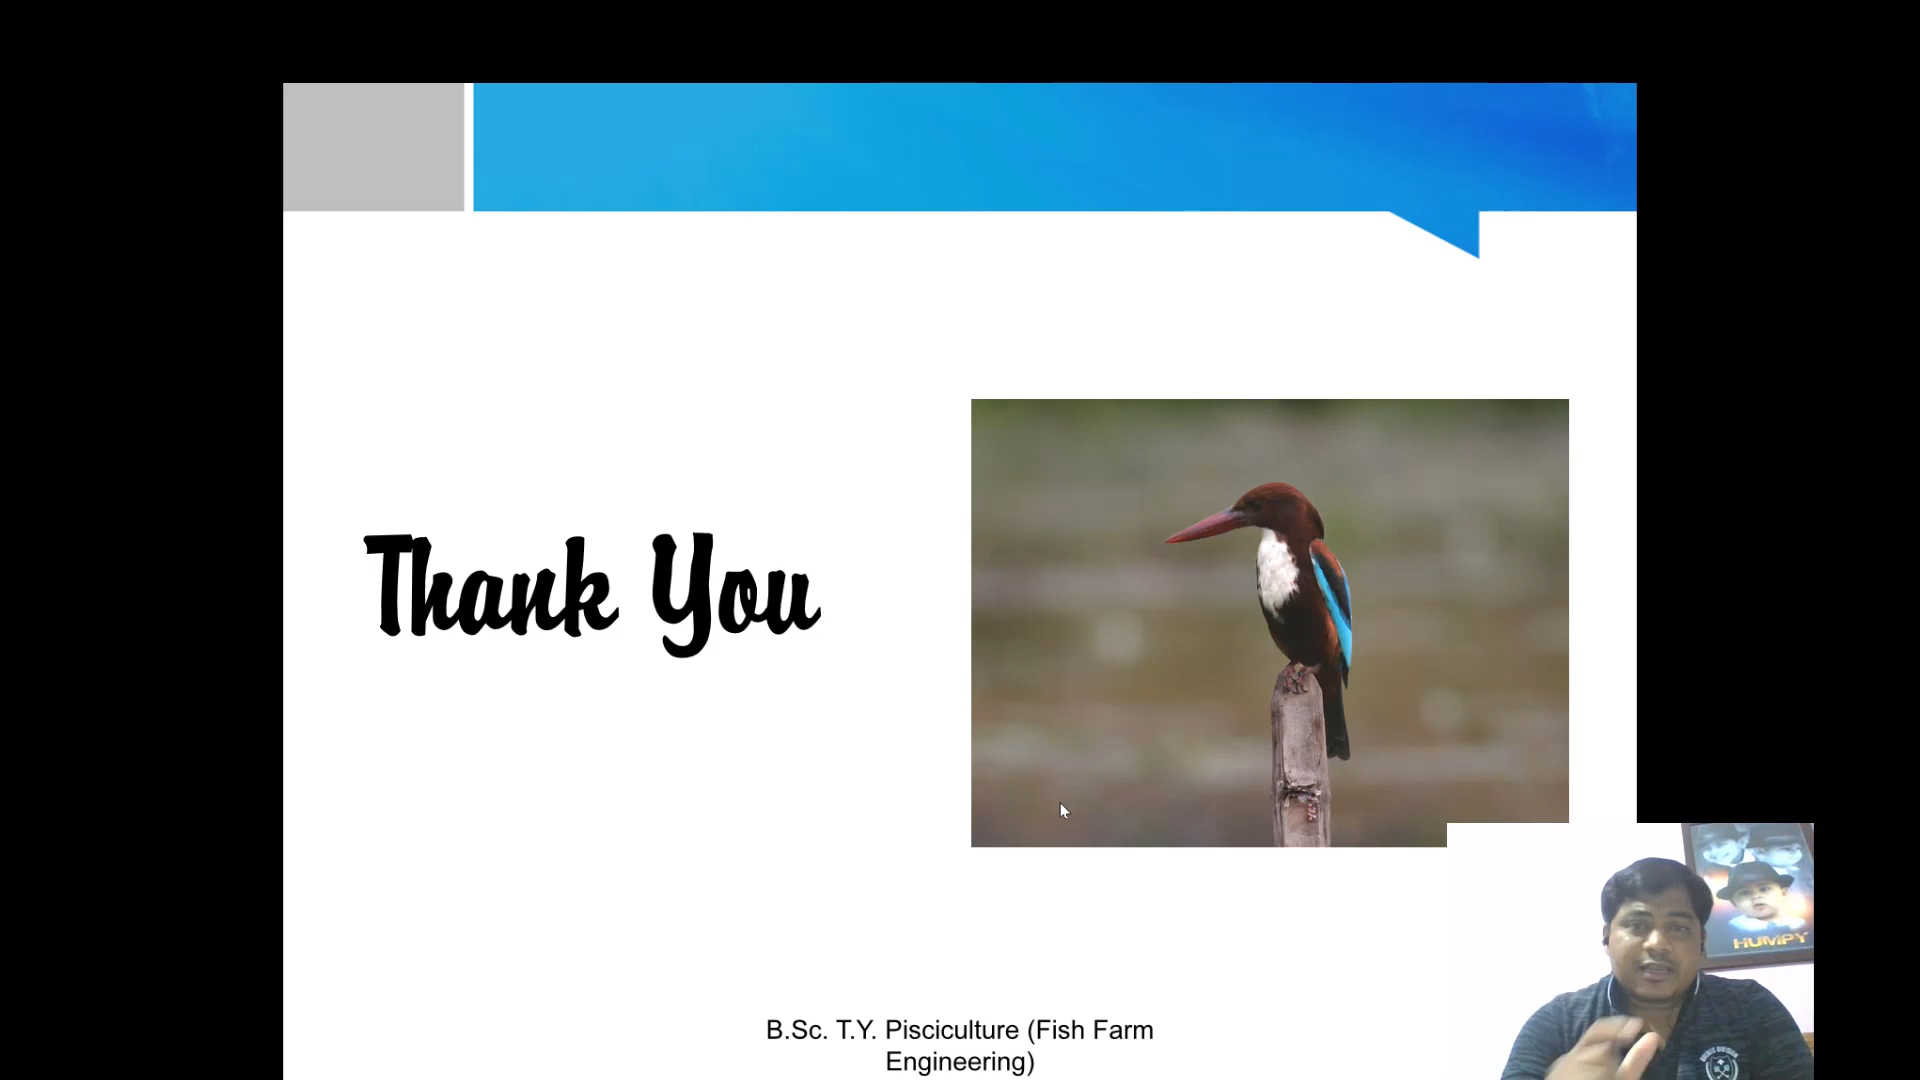 Thank You
HUMPY
B.Sc. T.Y. Pisciculture (Fish Farm
Engineering)